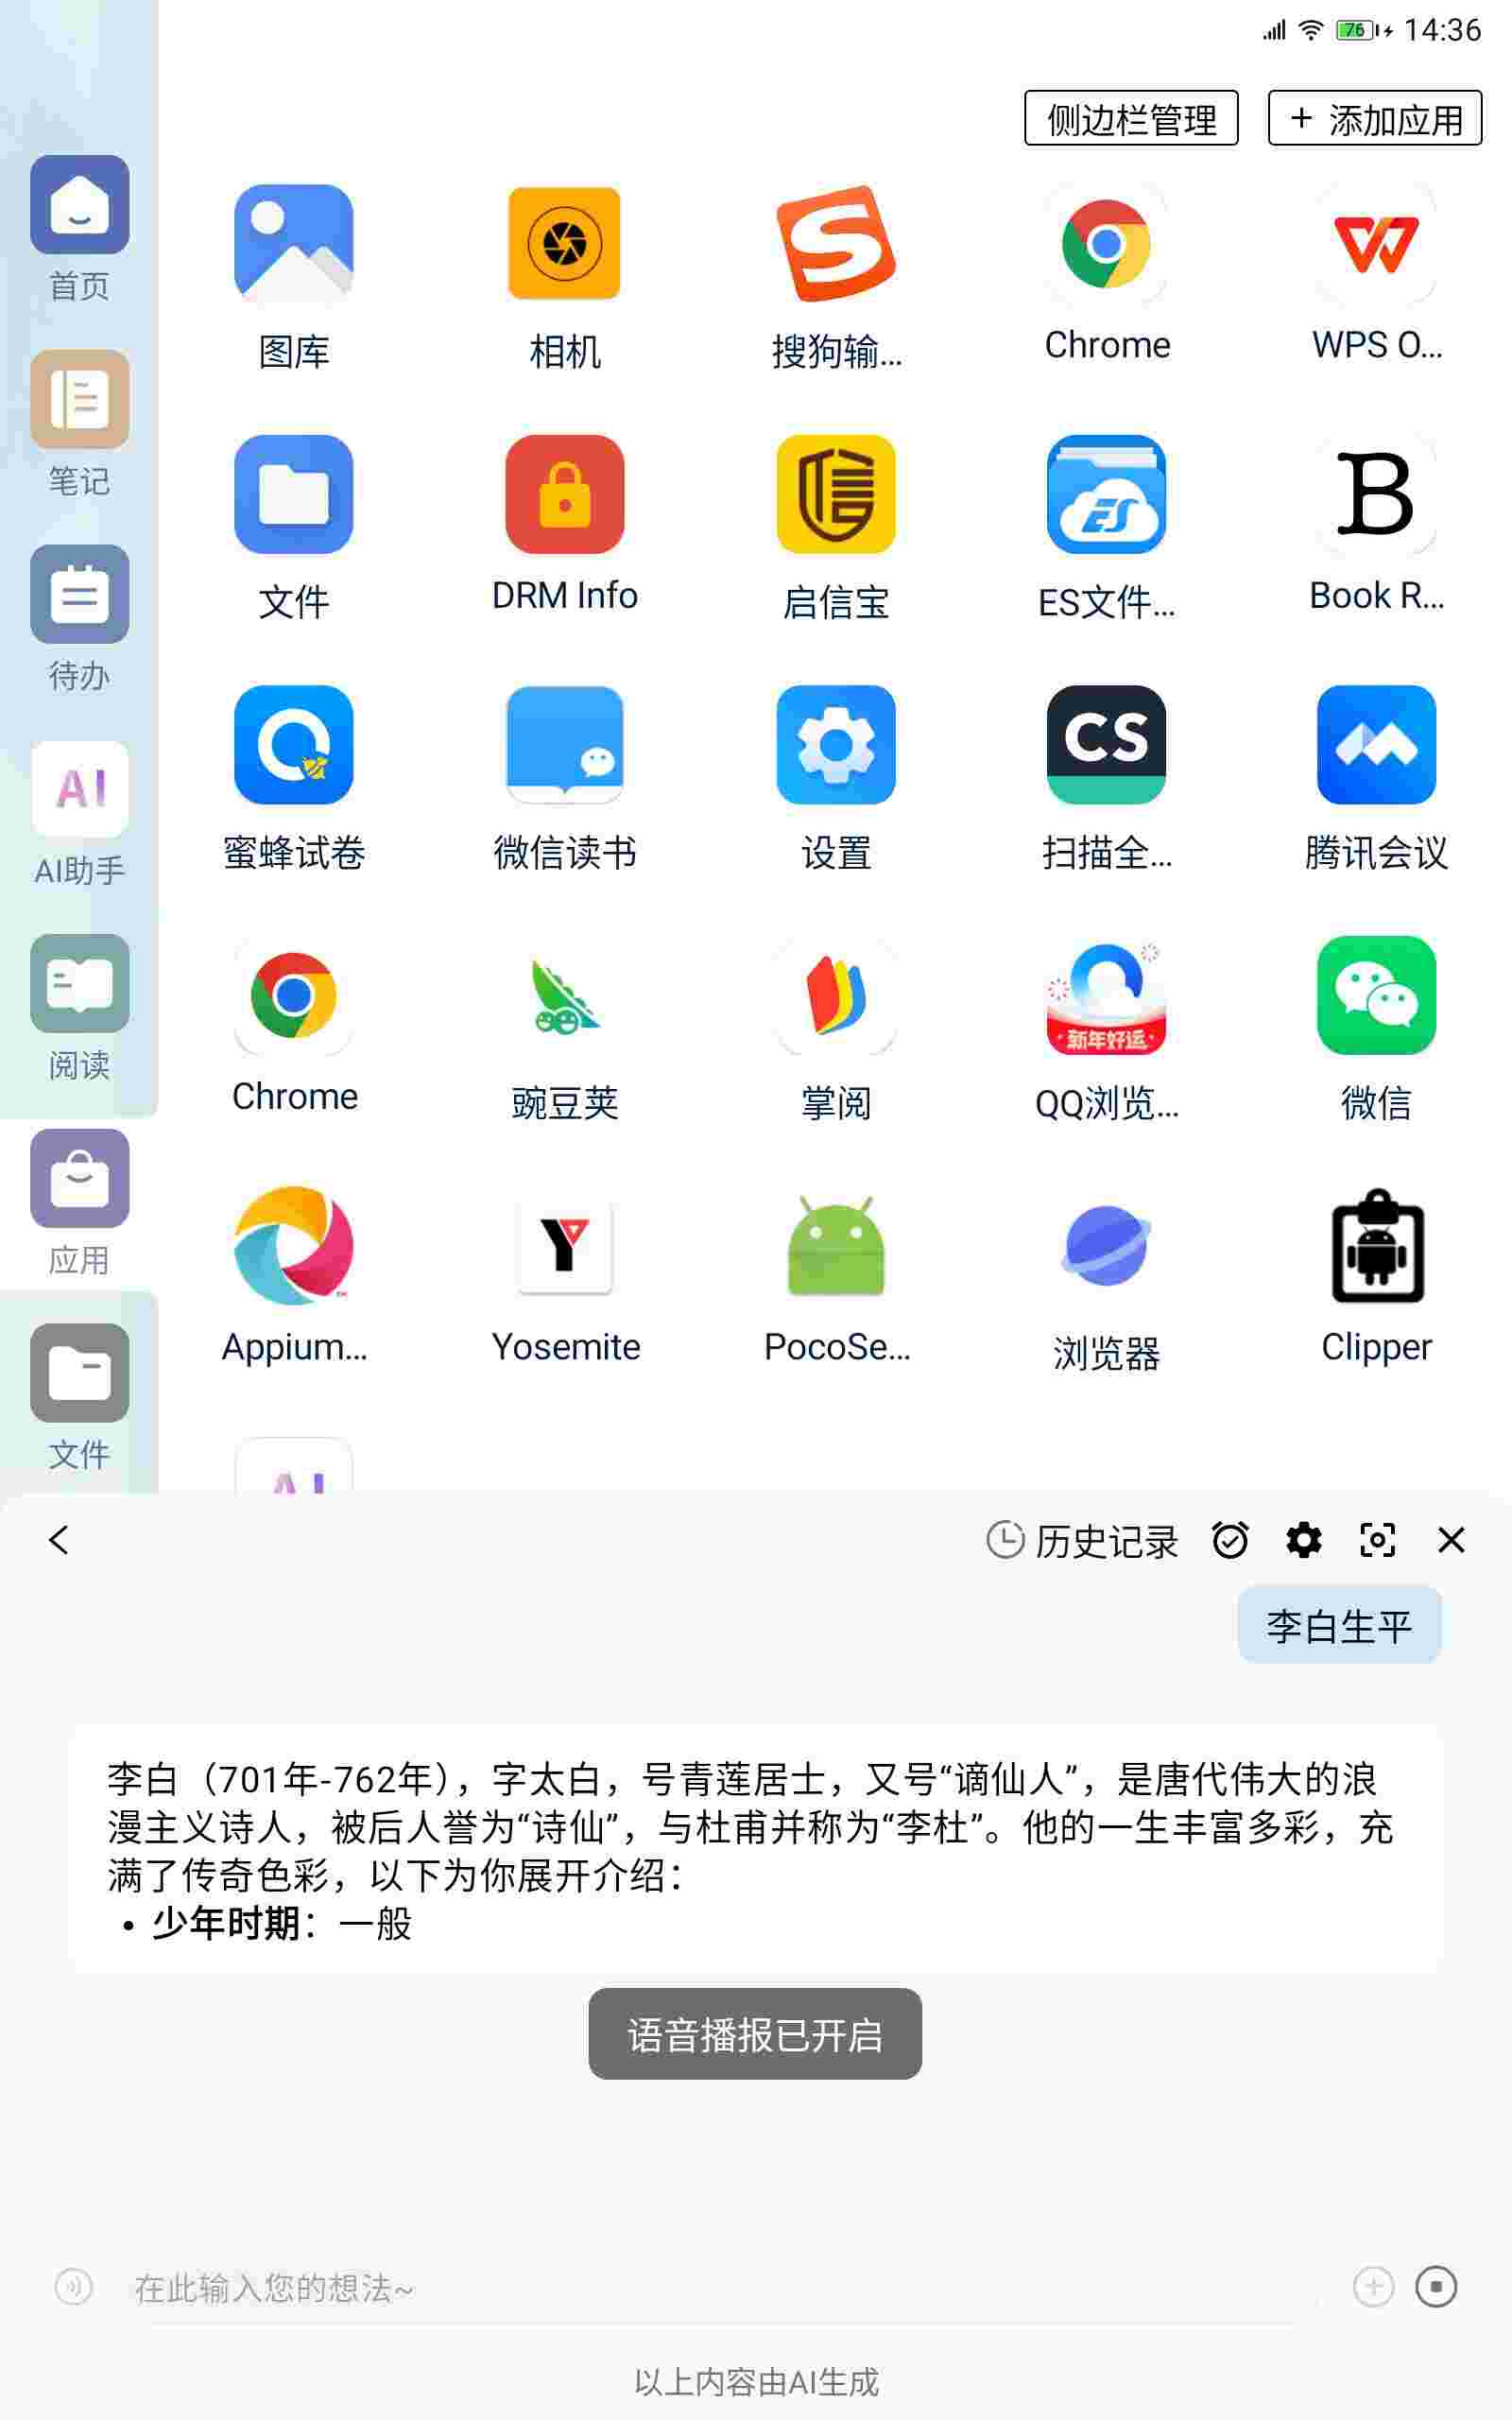 76 14:36
侧边栏管理
+ 添加应用
首页
笔记
待办
AI
AI助手
阅读
应用
文件
图库
相机
搜狗输...
Chrome
WPS O...
文件
DRM Info
信
启信宝
ES
ES文件...
B
Book R...
蜜蜂试卷
微信读书
设置
CS
扫描全...
腾讯会议
Chrome
豌豆荚
掌阅
新年好运
QQ浏览...
微信
Appium...
Y
Yosemite
PocoSe...
浏览器
Clipper
AI
历史记录
李白生平
李白（701年-762年），字太白，号青莲居士，又号“谪仙人”，是唐代伟大的浪
漫主义诗人，被后人誉为“诗仙”，与杜甫并称为“李杜”。他的一生丰富多彩，充
满了传奇色彩，以下为你展开介绍：
• 少年时期：一般
语音播报已开启
在此输入您的想法~
以上内容由AI生成